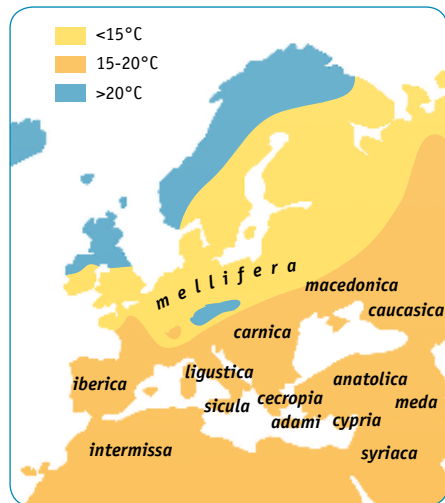 <15°C
15-20°C
>20°C
mellifera
macedonica
caucasica
carnica
ligustica
iberica
anatolica
sicula
cecropia
meda
adami
cypria
intermissa
syriaca